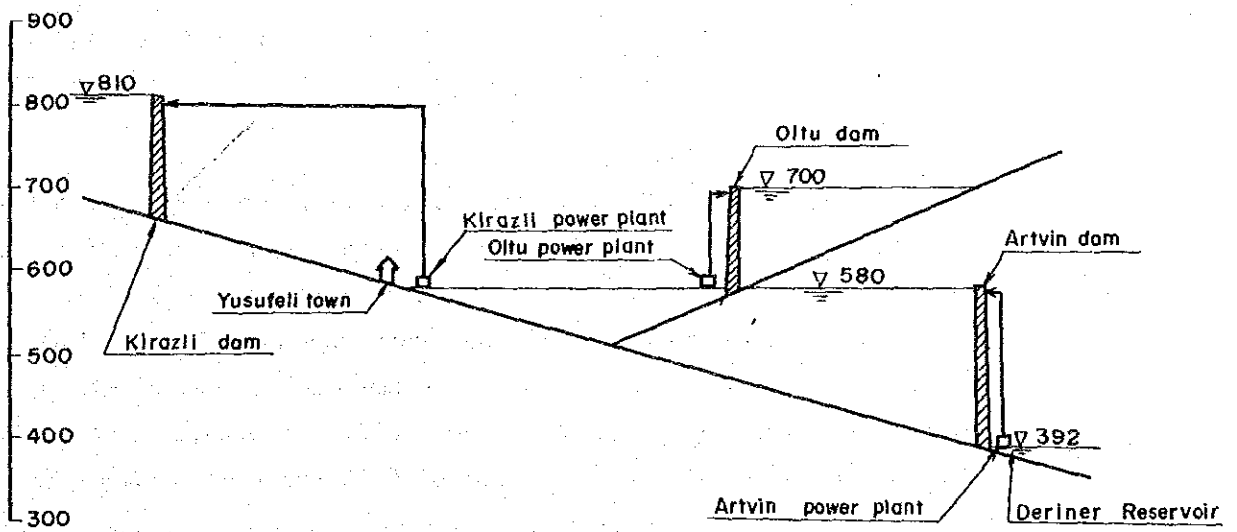 900
▽ 810
800
Oltu dam
700
▽ 700
Kirazli power plant
Oltu power plant
Artvin dam
600
▽ 580
Yusufeli town
Kirazli dam
500
400
▽ 392
Artvin power plant
Deriner Reservoir
300